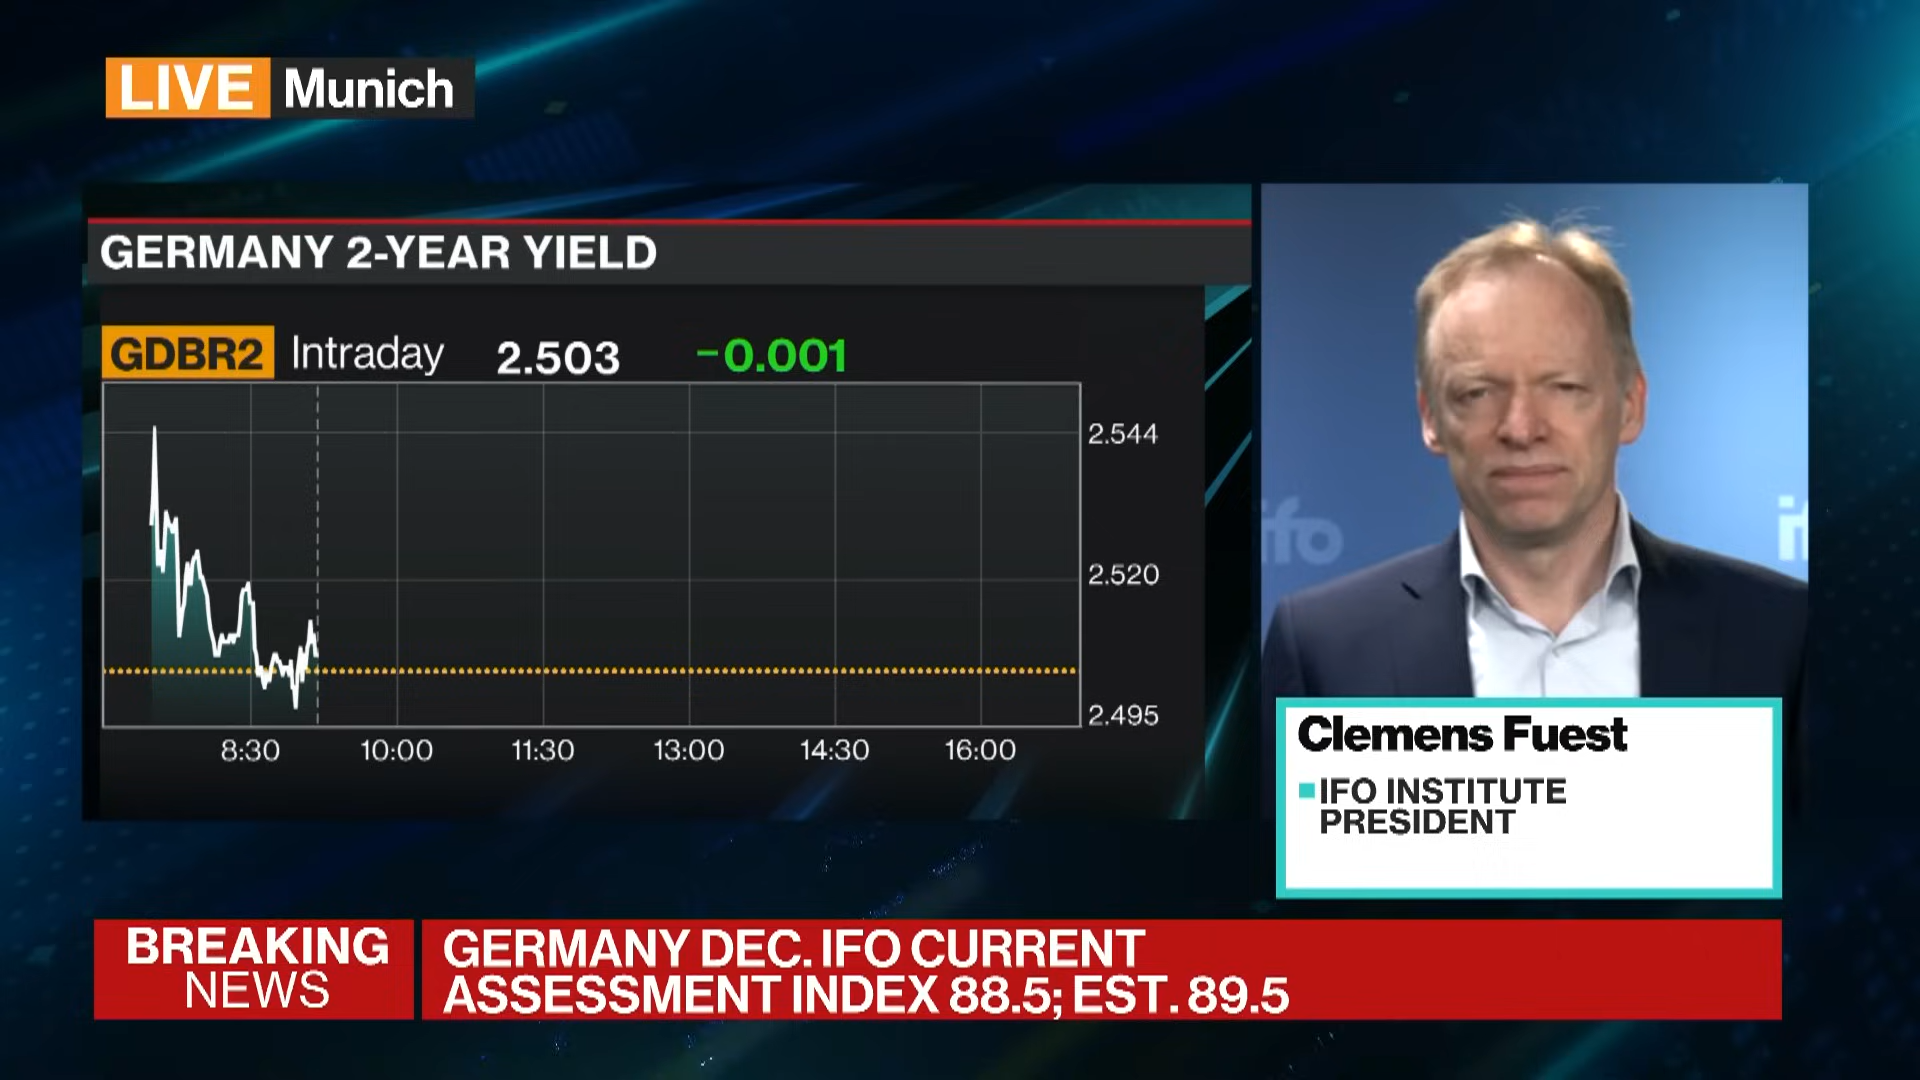 LIVE Munich
GERMANY 2-YEAR YIELD
GDBR2 Intraday 2.503 -0.001
2.544
2.520
2.495
8:30 10:00 11:30 13:00 14:30 16:00
ifo
Clemens Fuest
IFO INSTITUTE
PRESIDENT
BREAKING
NEWS
GERMANY DEC. IFO CURRENT
ASSESSMENT INDEX 88.5; EST. 89.5